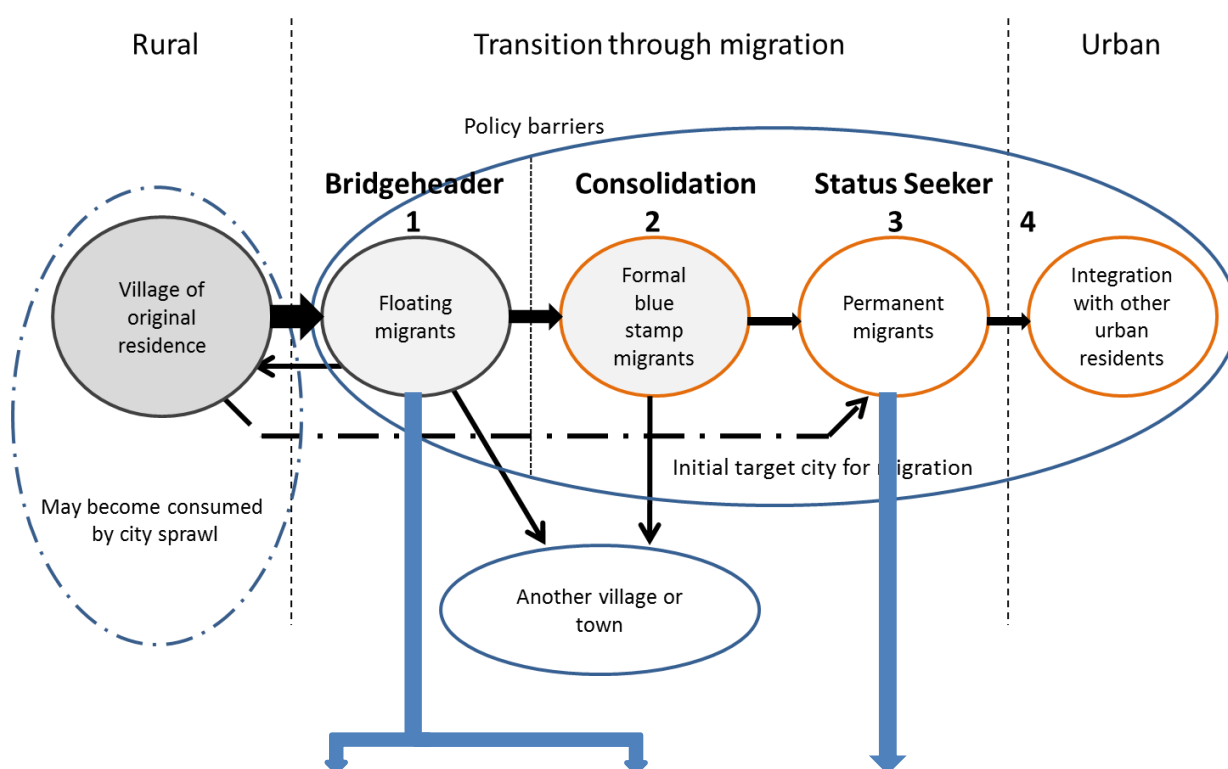 Rural
Transition through migration
Urban
Policy barriers
Bridgeheader
1
Consolidation
2
Status Seeker
3
4
Village of
original
residence
Floating
migrants
Formal
blue
stamp
migrants
Permanent
migrants
Integration
with other
urban
residents
Initial target city for migration
May become consumed
by city sprawl
Another village or
town